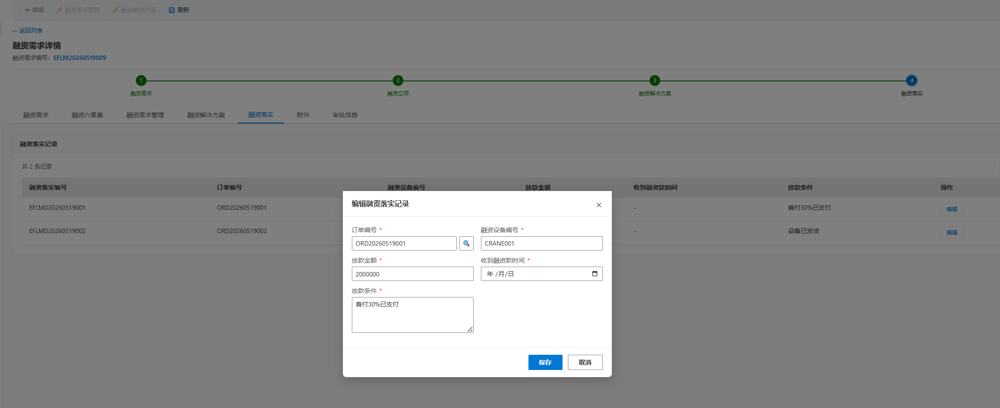 编辑 融资需求管理 融资解决方案 刷新
← 返回列表
融资需求详情
融资需求编号: EFLM20260519009
1 2 3 4
融资需求 融资立项 融资解决方案 融资落实
融资需求 融资六要素 融资需求管理 融资解决方案 融资落实 附件 审批信息
融资落实记录
共 2 条记录
融资落实编号 订单编号 融资设备编号 放款金额 收到融资款时间 放款条件 操作
EFLMD20260519001 ORD20260519001 - 首付30%已支付 编辑
EFLMD20260519002 ORD20260519002 - 设备已发货 编辑
编辑融资落实记录 ×
订单编号 * 融资设备编号 *
ORD20260519001 CRANE001
放款金额 * 收到融资款时间 *
2000000 年 /月/日
放款条件 *
首付30%已支付
保存 取消